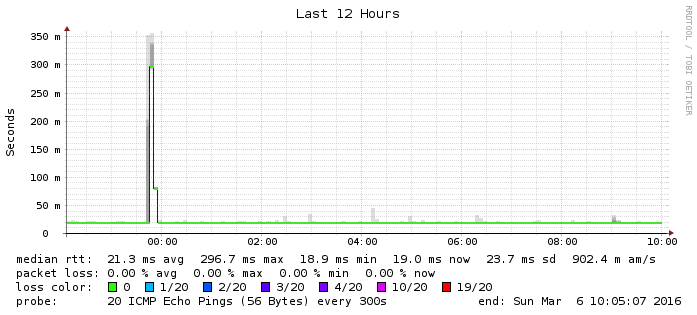 Last 12 Hours
RRDTOOL / TOBI OETIKER
Seconds
350 m
300 m
250 m
200 m
150 m
100 m
50 m
0
00:00 02:00 04:00 06:00 08:00 10:00
median rtt: 21.3 ms avg 296.7 ms max 18.9 ms min 19.0 ms now 23.7 ms sd 902.4 m am/s
packet loss: 0.00 % avg 0.00 % max 0.00 % min 0.00 % now
loss color: 0 1/20 2/20 3/20 4/20 10/20 19/20
probe: 20 ICMP Echo Pings (56 Bytes) every 300s end: Sun Mar 6 10:05:07 2016